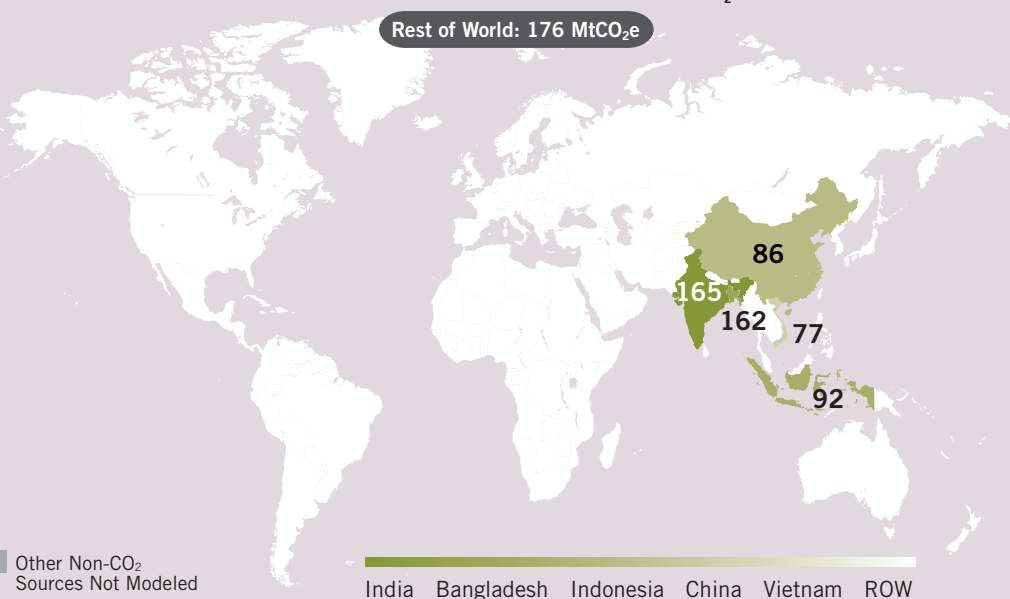 ₂
Rest of World: 176 MtCO₂e
86
165
162
77
92
Other Non-CO₂
Sources Not Modeled
India Bangladesh Indonesia China Vietnam ROW